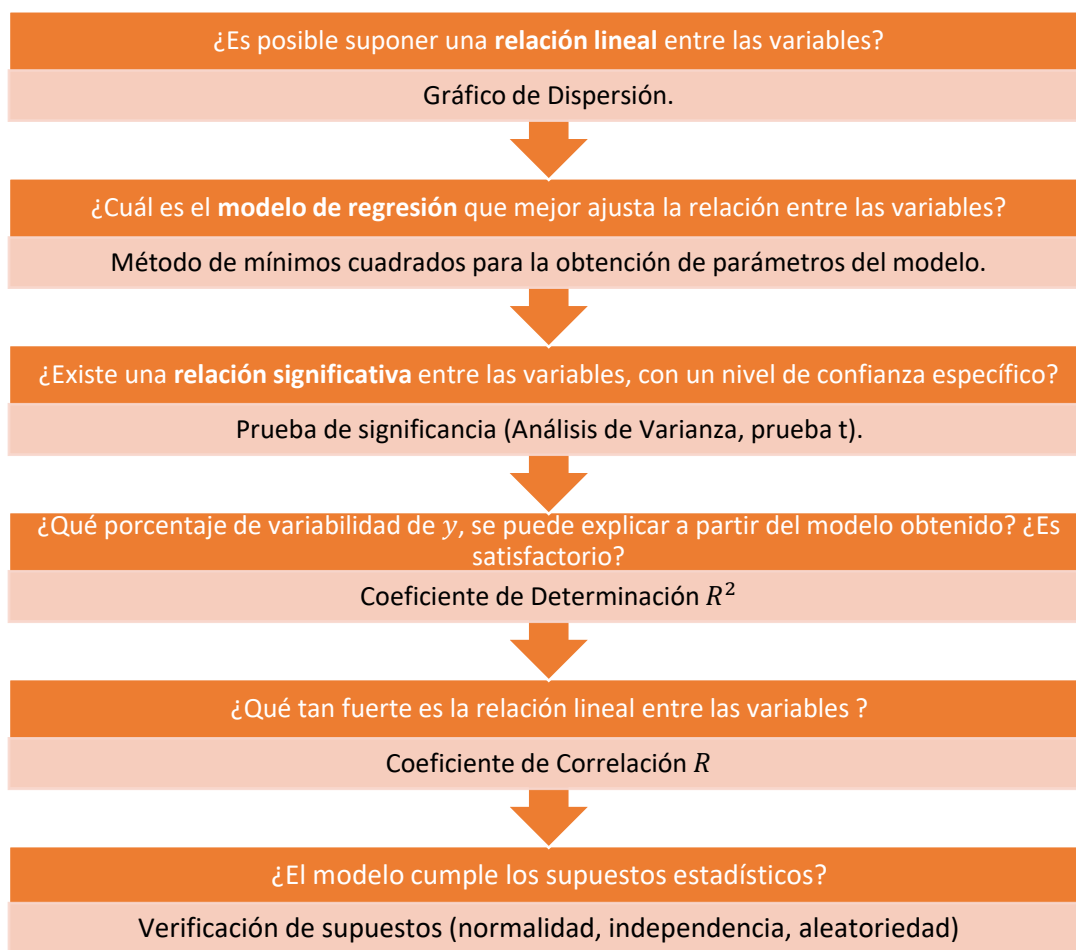 ¿Es posible suponer una relación lineal entre las variables?
Gráfico de Dispersión.
¿Cuál es el modelo de regresión que mejor ajusta la relación entre las variables?
Método de mínimos cuadrados para la obtención de parámetros del modelo.
¿Existe una relación significativa entre las variables, con un nivel de confianza específico?
Prueba de significancia (Análisis de Varianza, prueba t).
¿Qué porcentaje de variabilidad de y, se puede explicar a partir del modelo obtenido? ¿Es
satisfactorio?
Coeficiente de Determinación R²
¿Qué tan fuerte es la relación lineal entre las variables ?
Coeficiente de Correlación R
¿El modelo cumple los supuestos estadísticos?
Verificación de supuestos (normalidad, independencia, aleatoriedad)